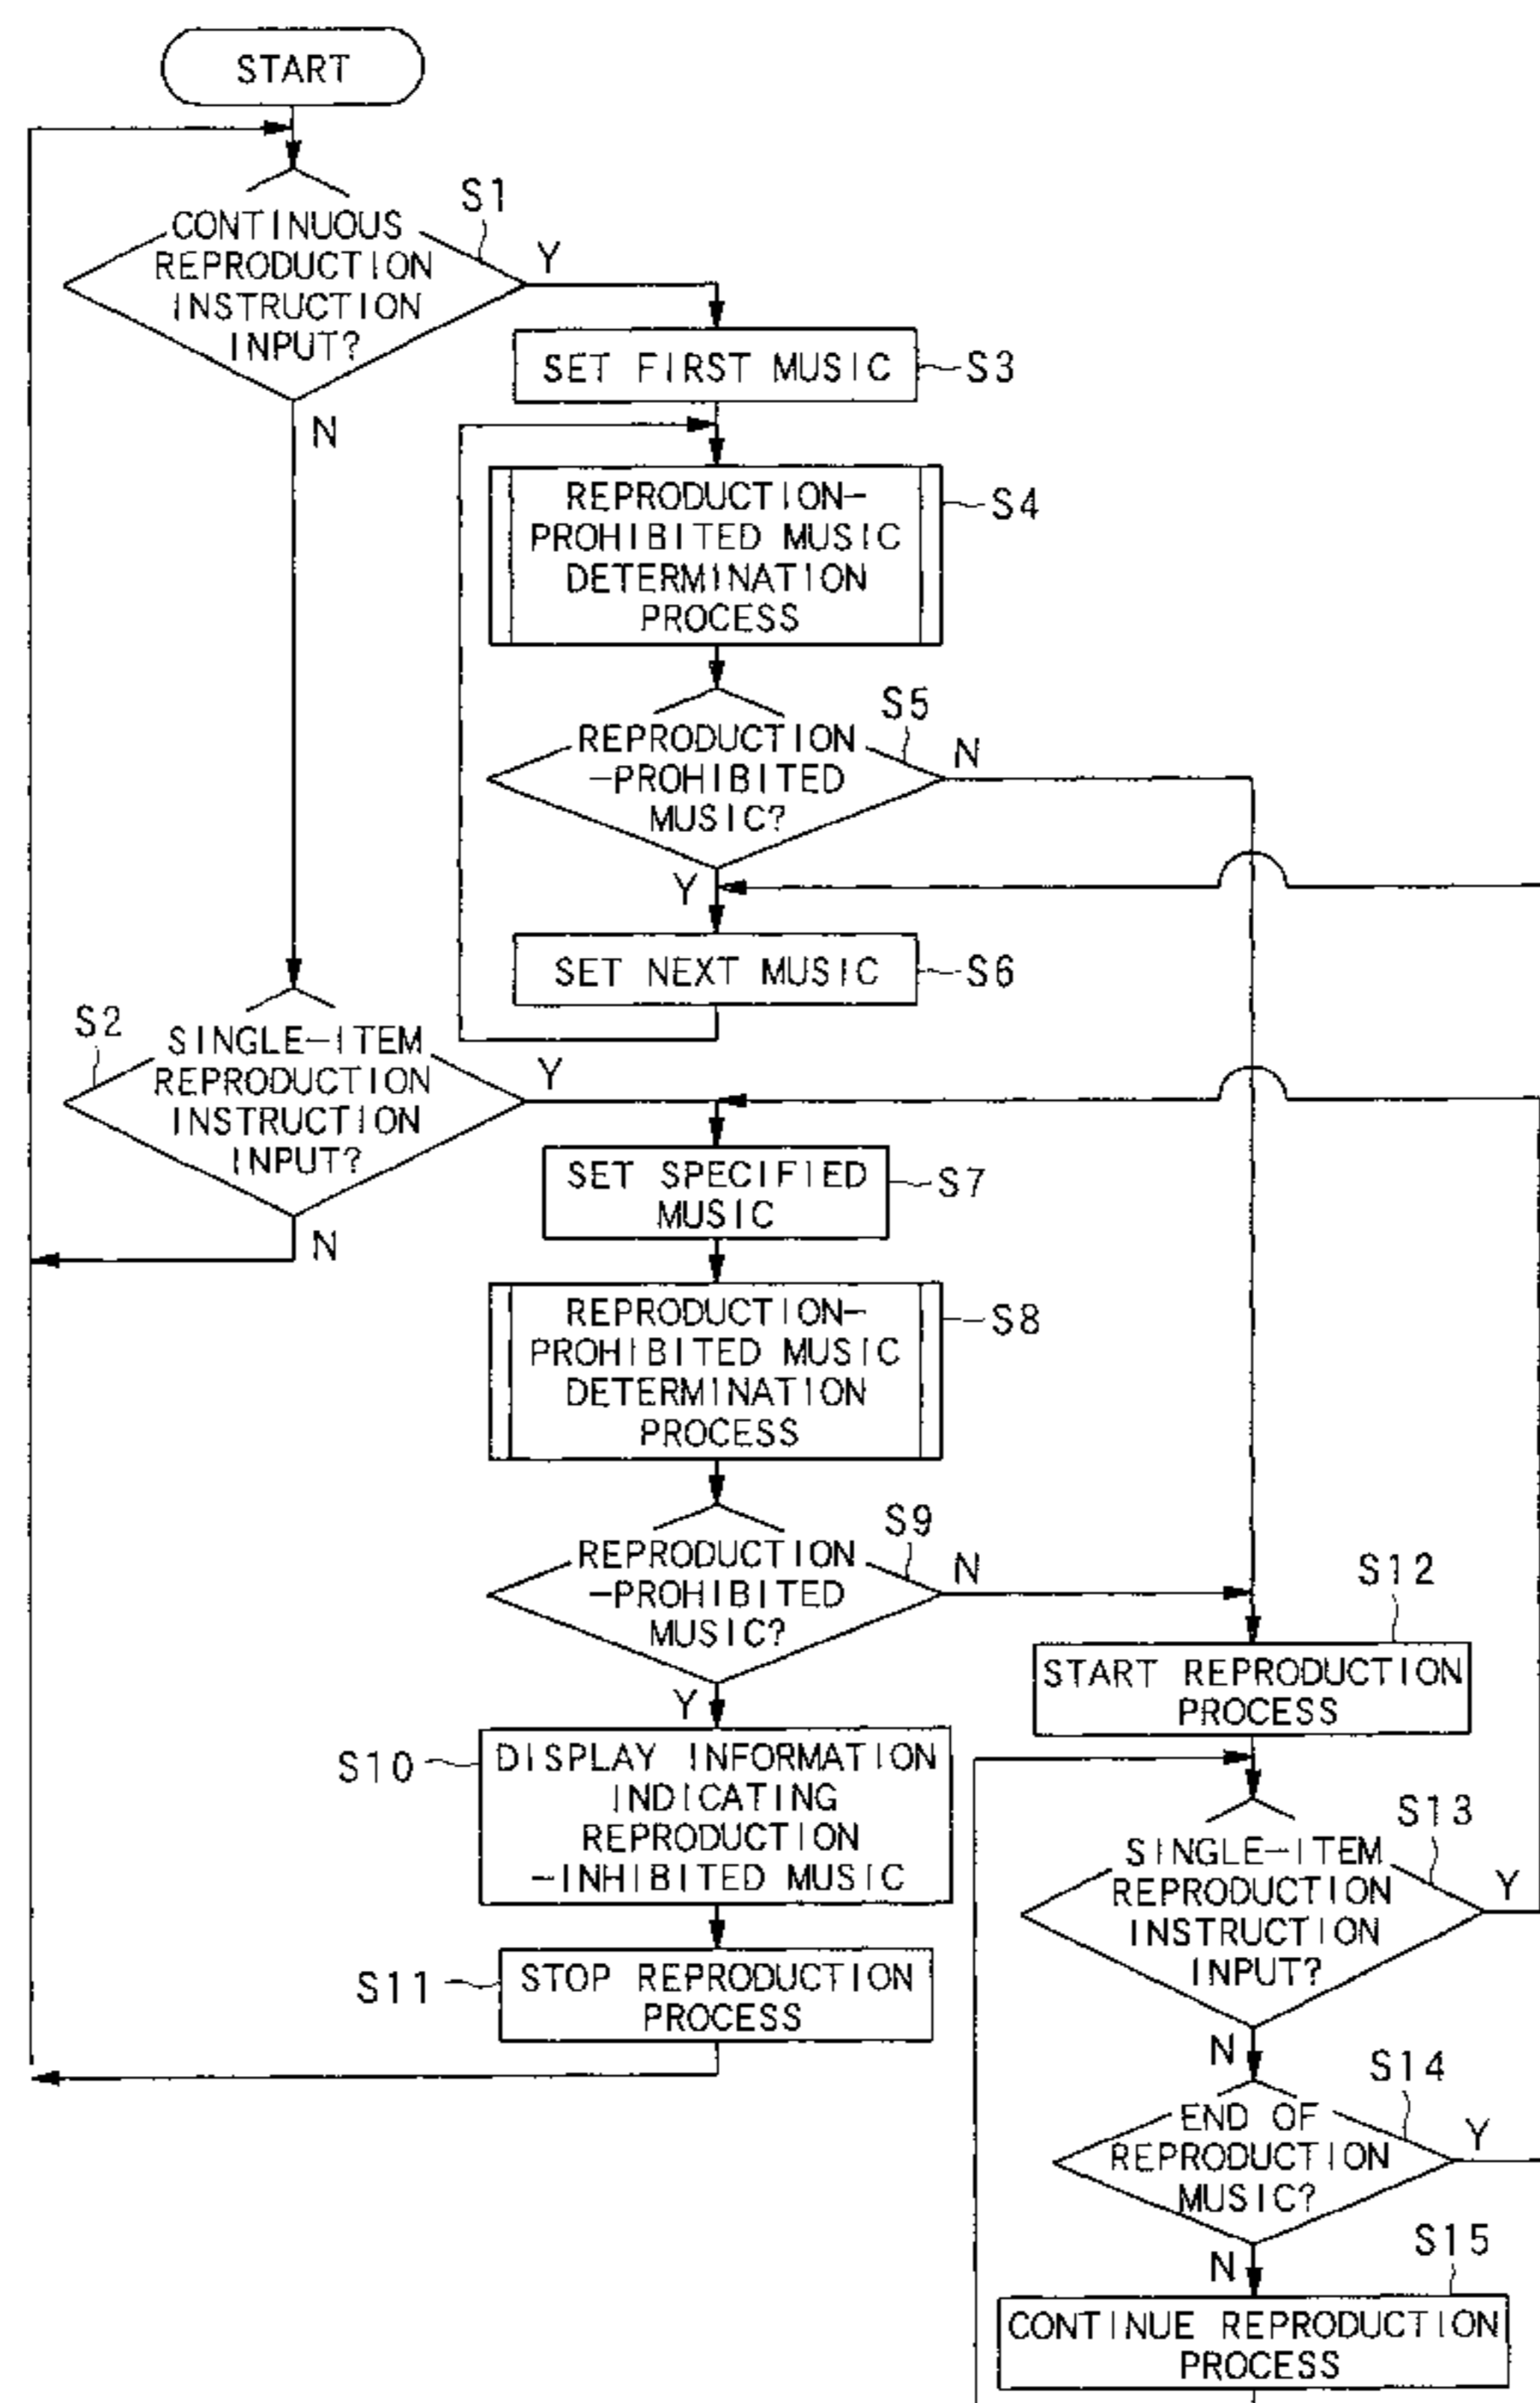 START
S1
CONTINUOUS
REPRODUCTION
INSTRUCTION
INPUT?
Y
N
SET FIRST MUSIC
S3
REPRODUCTION-
PROHIBITED MUSIC
DETERMINATION
PROCESS
S4
S5
REPRODUCTION
-PROHIBITED
MUSIC?
N
Y
SET NEXT MUSIC
S6
S2
SINGLE-ITEM
REPRODUCTION
INSTRUCTION
INPUT?
Y
N
SET SPECIFIED
MUSIC
S7
REPRODUCTION-
PROHIBITED MUSIC
DETERMINATION
PROCESS
S8
S9
REPRODUCTION
-PROHIBITED
MUSIC?
N
Y
S10
DISPLAY INFORMATION
INDICATING
REPRODUCTION
-INHIBITED MUSIC
S11
STOP REPRODUCTION
PROCESS
S12
START REPRODUCTION
PROCESS
S13
SINGLE-ITEM
REPRODUCTION
INSTRUCTION
INPUT?
Y
N
S14
END OF
REPRODUCTION
MUSIC?
Y
N
S15
CONTINUE REPRODUCTION
PROCESS